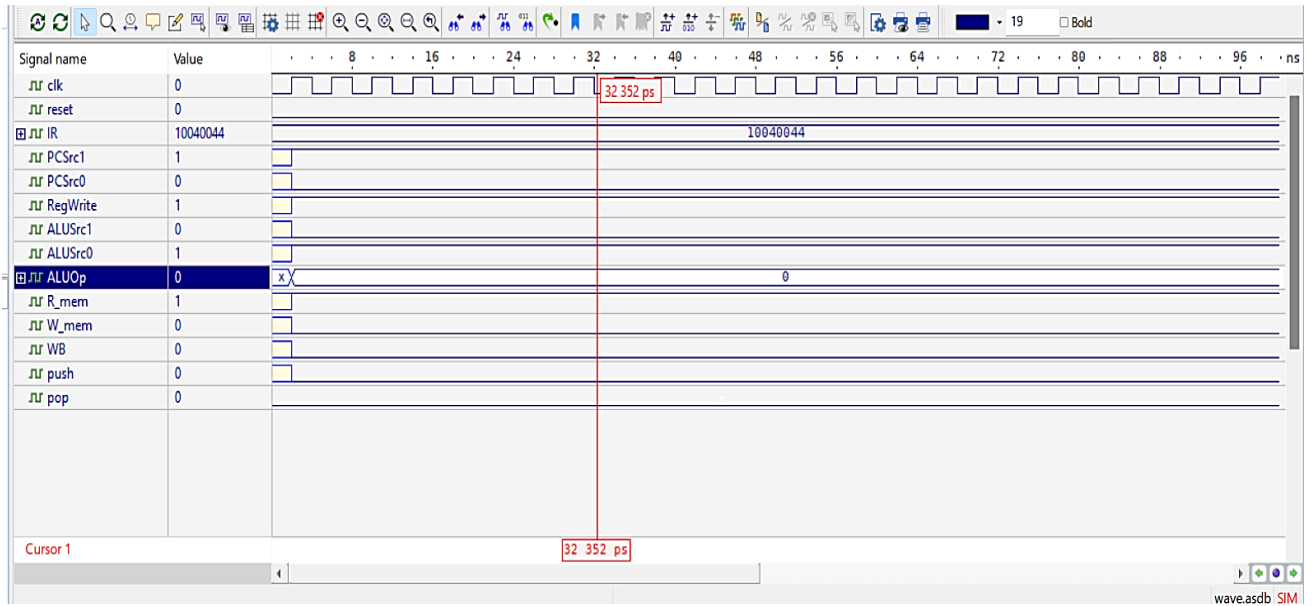 19 Bold
Signal name Value 8 16 24 32 40 48 56 64 72 80 88 96 ns
clk 0 32 352 ps
reset 0
IR 10040044 10040044
PCSrc1 1
PCSrc0 0
RegWrite 1
ALUSrc1 0
ALUSrc0 1
ALUOp 0 x 0
R_mem 1
W_mem 0
WB 0
push 0
pop 0
Cursor 1 32 352 ps
wave.asdb SIM